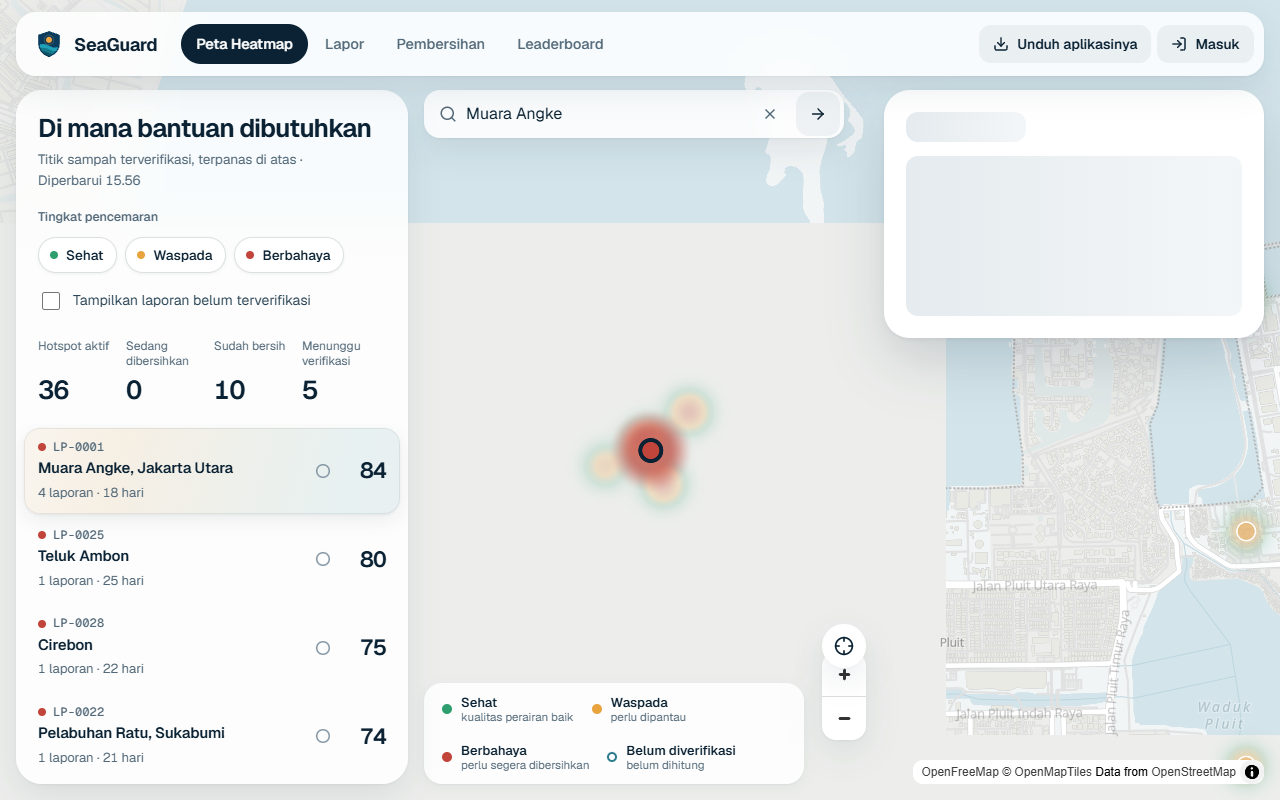 SeaGuard
Peta Heatmap
Lapor
Pembersihan
Leaderboard
Unduh aplikasinya
Masuk
Di mana bantuan dibutuhkan
Titik sampah terverifikasi, terpanas di atas ·
Diperbarui 15.56
Tingkat pencemaran
Sehat
Waspada
Berbahaya
Tampilkan laporan belum terverifikasi
Hotspot aktif
36
Sedang
dibersihkan
0
Sudah bersih
10
Menunggu
verifikasi
5
LP-0001
Muara Angke, Jakarta Utara
4 laporan · 18 hari
84
LP-0025
Teluk Ambon
1 laporan · 25 hari
80
LP-0028
Cirebon
1 laporan · 22 hari
75
LP-0022
Pelabuhan Ratu, Sukabumi
1 laporan · 21 hari
74
Muara Angke
Jalan Pluit Utara Raya
Pluit
Jalan Pluit Timur Raya
Jalan Pluit Indah Raya
Waduk
Pluit
Sehat
kualitas perairan baik
Waspada
perlu dipantau
Berbahaya
perlu segera dibersihkan
Belum diverifikasi
belum dihitung
OpenFreeMap © OpenMapTiles Data from OpenStreetMap